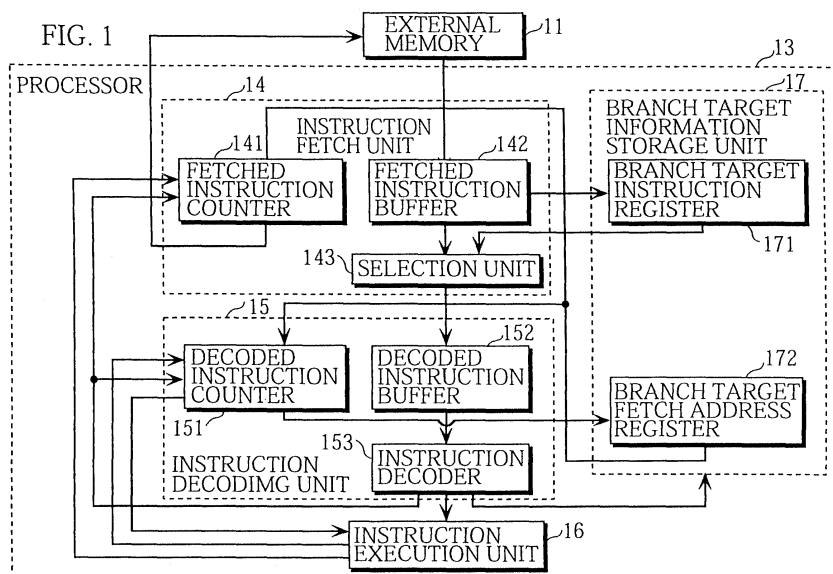 FIG. 1
EXTERNAL
MEMORY
11
13
PROCESSOR
14
17
141
INSTRUCTION
FETCH UNIT
142
BRANCH TARGET
INFORMATION
STORAGE UNIT
FETCHED
INSTRUCTION
COUNTER
FETCHED
INSTRUCTION
BUFFER
BRANCH TARGET
INSTRUCTION
REGISTER
171
143
SELECTION UNIT
15
152
172
DECODED
INSTRUCTION
COUNTER
151
DECODED
INSTRUCTION
BUFFER
BRANCH TARGET
FETCH ADDRESS
REGISTER
153
INSTRUCTION
DECODER
INSTRUCTION
DECODIMG UNIT
INSTRUCTION
EXECUTION UNIT
16